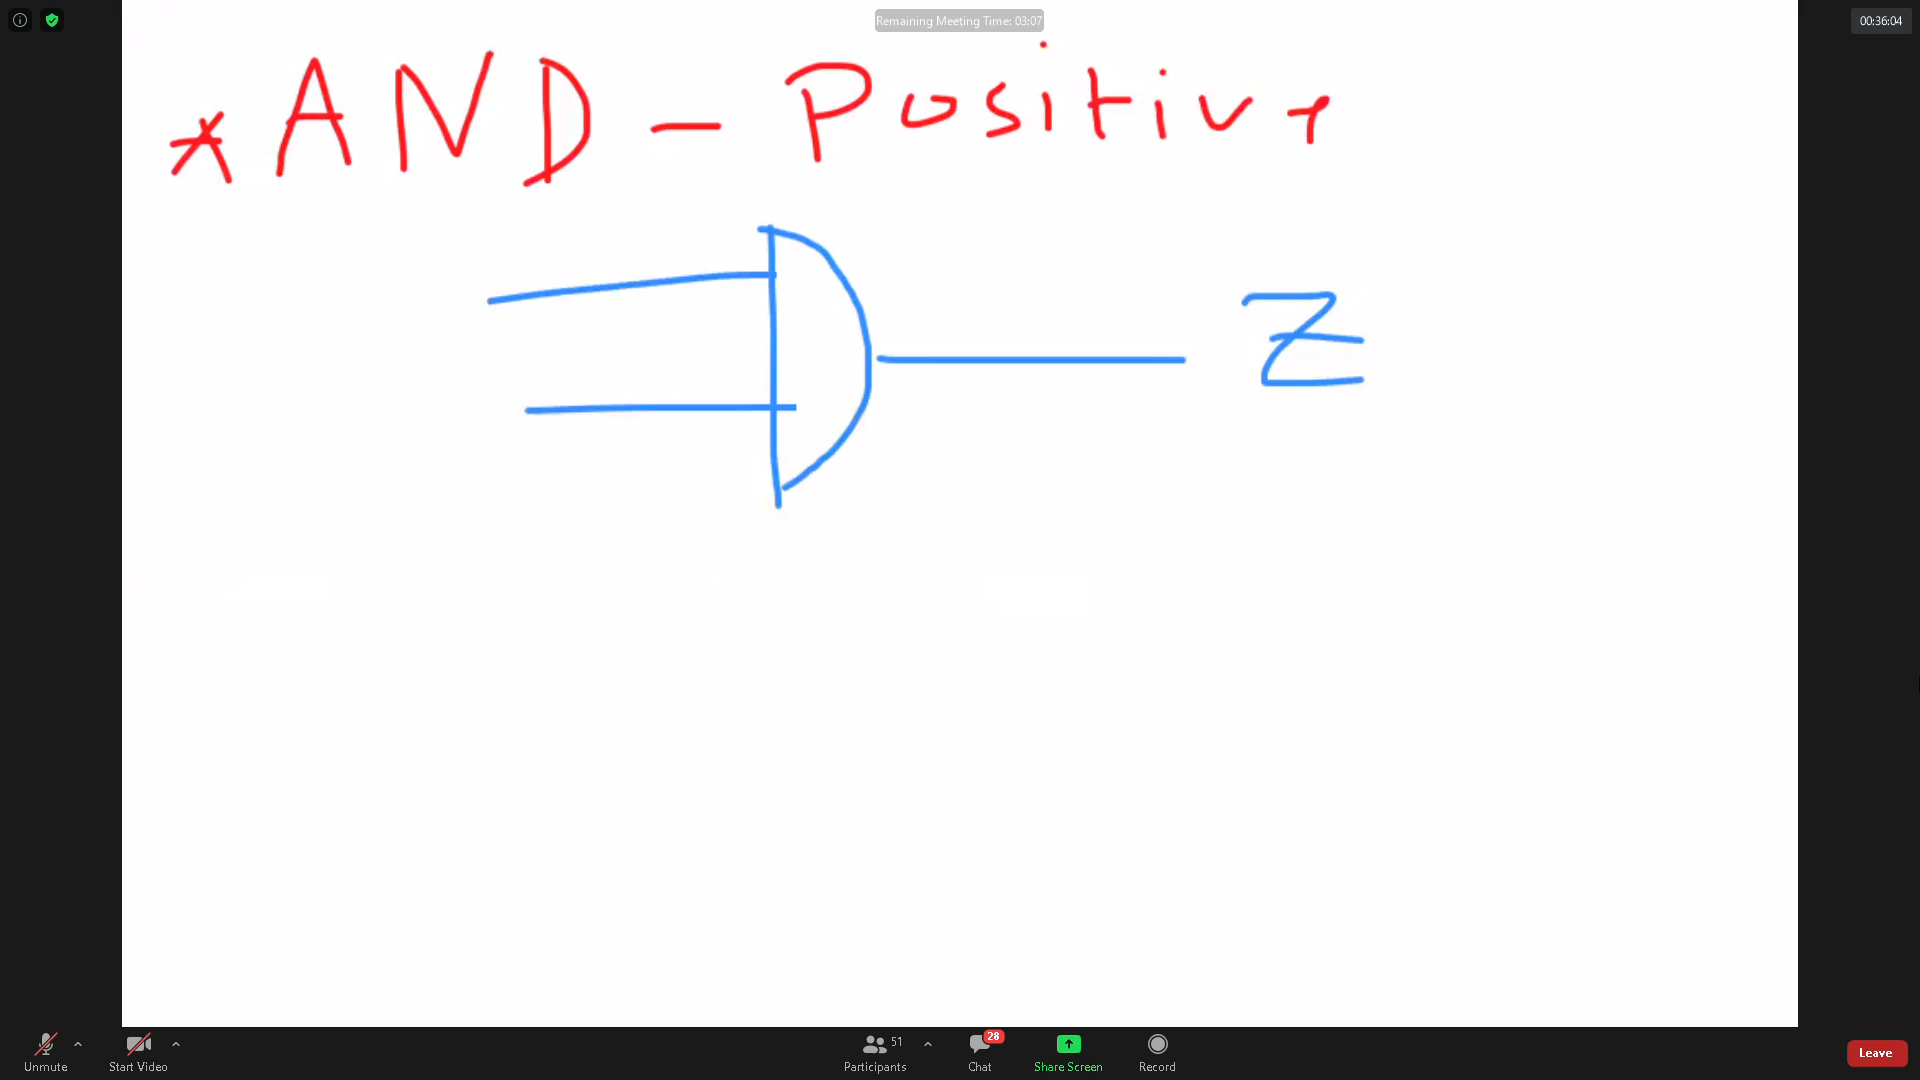 Remaining Meeting Time: 03:07
00:36:04
* AND - Positive
Z
Unmute
Start Video
51
Participants
28
Chat
Share Screen
Record
Leave